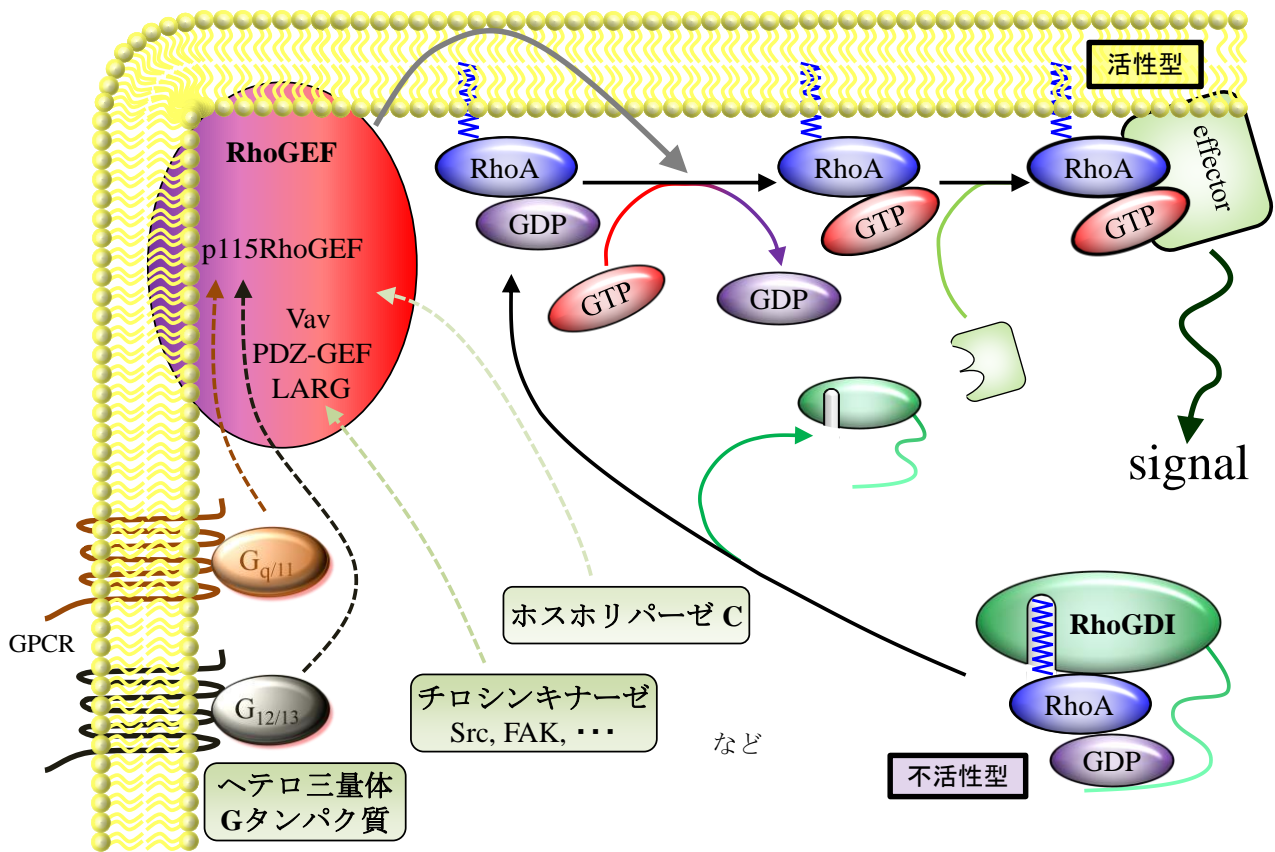 活性型
RhoGEF
p115RhoGEF
Vav
PDZ-GEF
LARG
RhoA
GDP
GTP
GDP
RhoA
GTP
RhoA
GTP
effector
signal
Gq/11
GPCR
G12/13
ヘテロ三量体
Gタンパク質
ホスホリパーゼ C
チロシンキナーゼ
Src, FAK, ･･･
など
RhoGDI
RhoA
GDP
不活性型